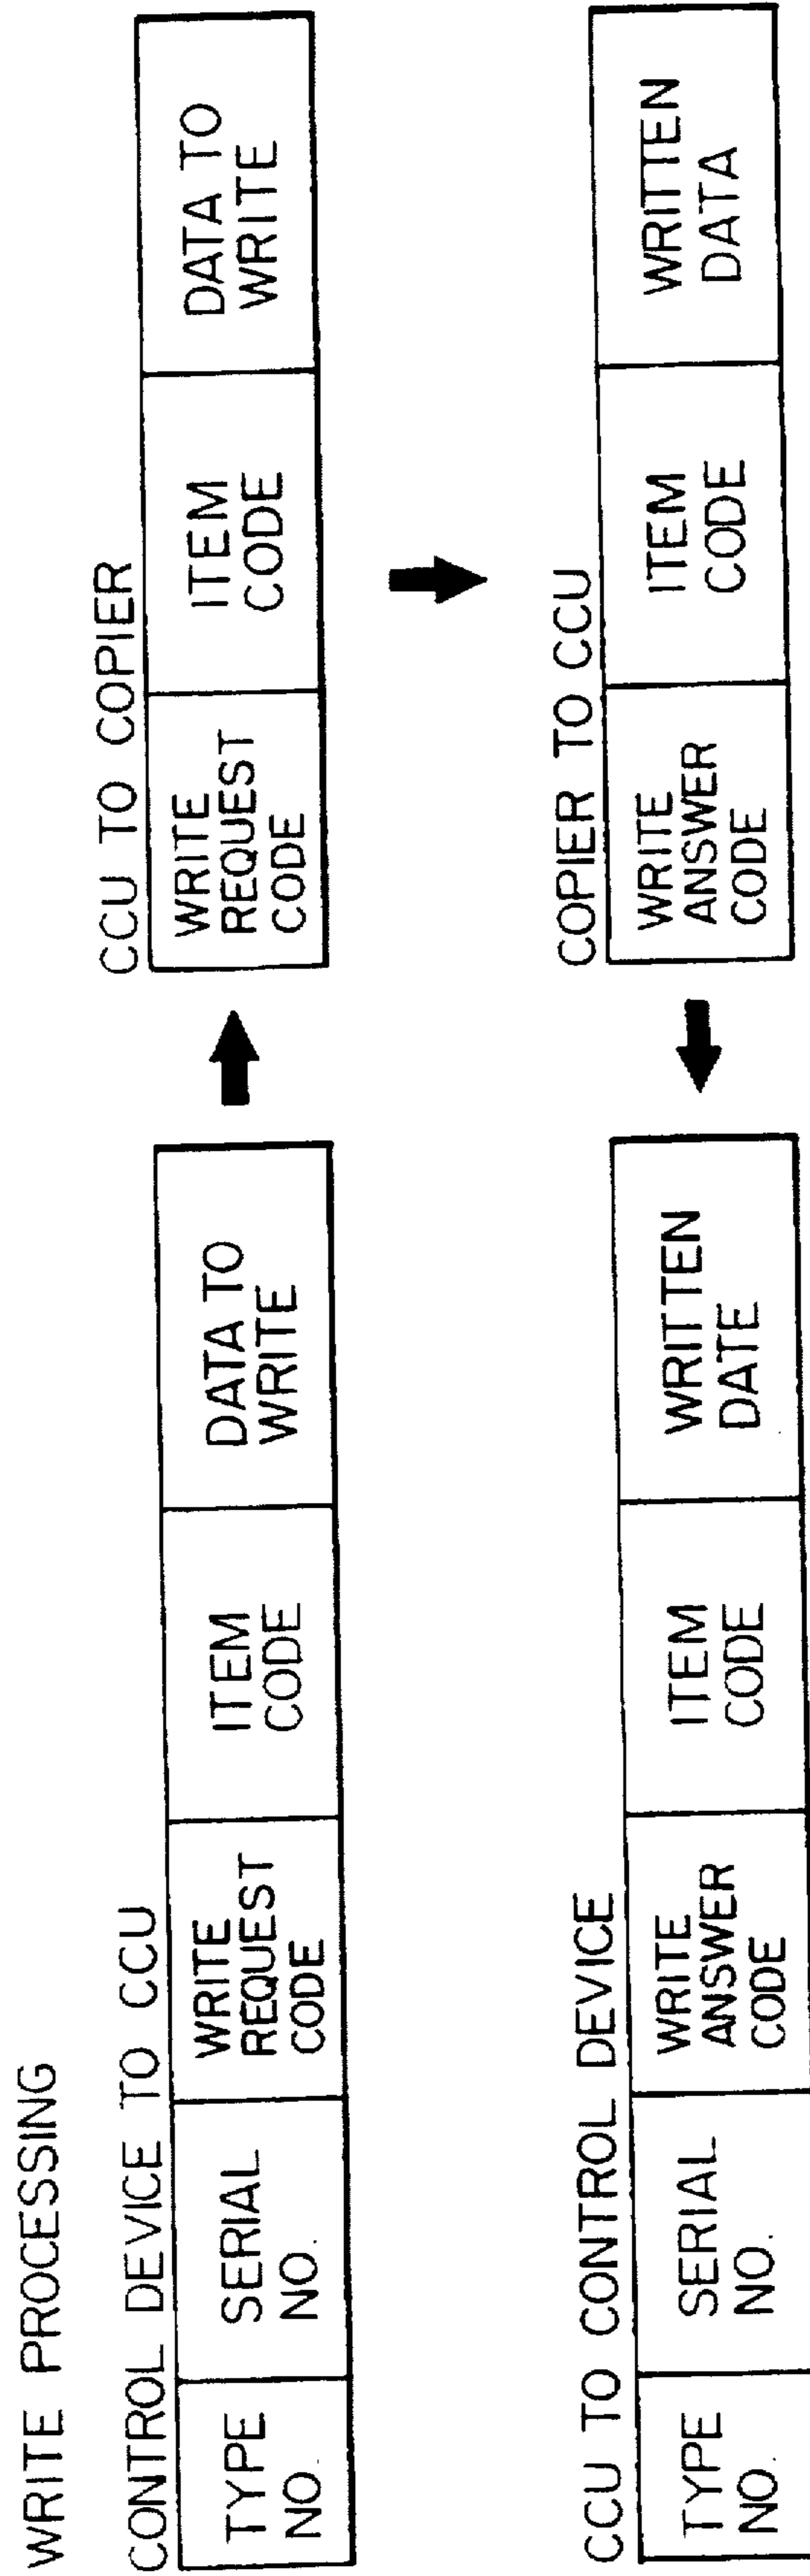 WRITE PROCESSING
CONTROL DEVICE TO CCU
TYPE
NO.
SERIAL
NO.
WRITE
REQUEST
CODE
ITEM
CODE
DATA TO
WRITE
CCU TO COPIER
WRITE
REQUEST
CODE
ITEM
CODE
DATA TO
WRITE
COPIER TO CCU
WRITE
ANSWER
CODE
ITEM
CODE
WRITTEN
DATA
CCU TO CONTROL DEVICE
TYPE
NO.
SERIAL
NO.
WRITE
ANSWER
CODE
ITEM
CODE
WRITTEN
DATE